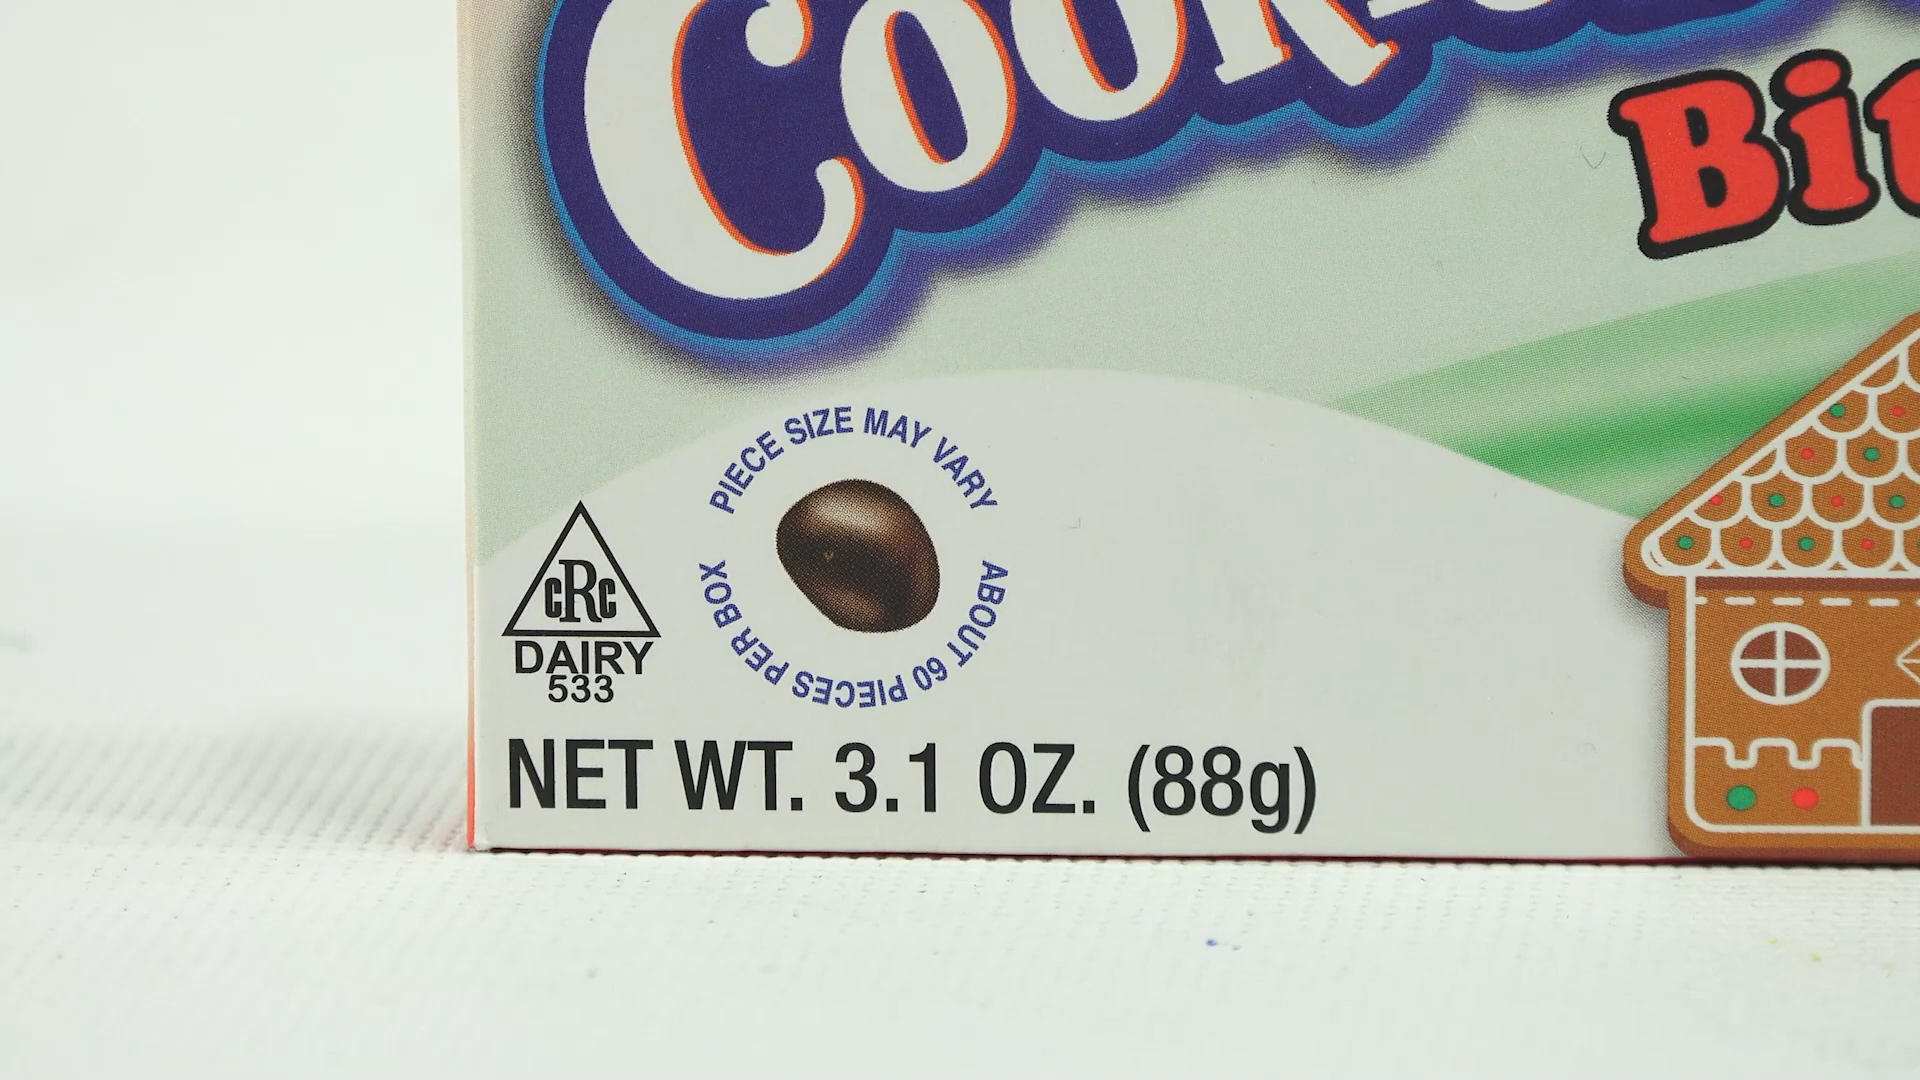 Bit
PIECE SIZE MAY VARY
ABOUT 60 PIECES PER BOX
cRc
DAIRY
533
NET WT. 3.1 OZ. (88g)